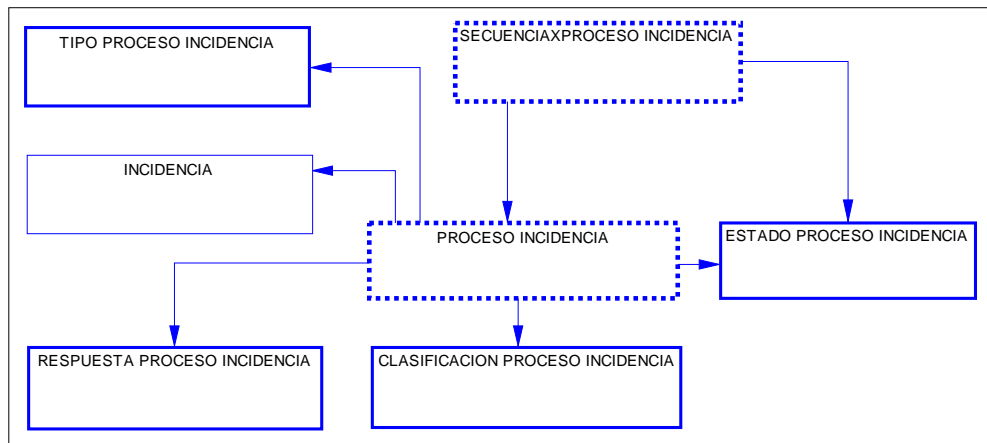 TIPO PROCESO INCIDENCIA
SECUENCIAXPROCESO INCIDENCIA
INCIDENCIA
PROCESO INCIDENCIA
ESTADO PROCESO INCIDENCIA
RESPUESTA PROCESO INCIDENCIA
CLASIFICACION PROCESO INCIDENCIA